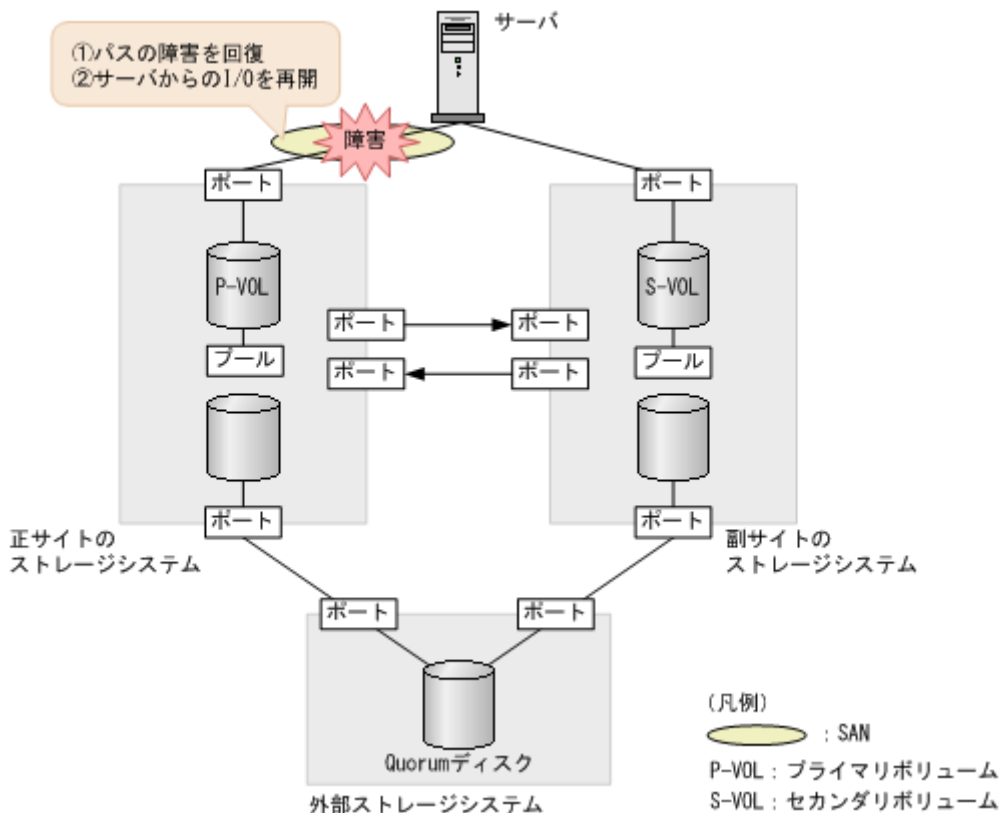 サーバ
①パスの障害を回復
②サーバからのI/Oを再開
障害
ポート
ポート
P-VOL
S-VOL
ポート
ポート
プール
プール
ポート
ポート
ポート
ポート
正サイトの
ストレージシステム
副サイトの
ストレージシステム
ポート
ポート
Quorumディスク
外部ストレージシステム
(凡例)
：SAN
P-VOL：プライマリボリューム
S-VOL：セカンダリボリューム